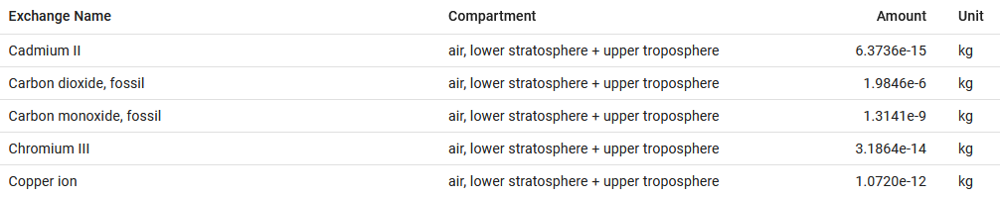 Exchange Name Compartment Amount Unit
Cadmium II air, lower stratosphere + upper troposphere 6.3736e-15 kg
Carbon dioxide, fossil air, lower stratosphere + upper troposphere 1.9846e-6 kg
Carbon monoxide, fossil air, lower stratosphere + upper troposphere 1.3141e-9 kg
Chromium III air, lower stratosphere + upper troposphere 3.1864e-14 kg
Copper ion air, lower stratosphere + upper troposphere 1.0720e-12 kg